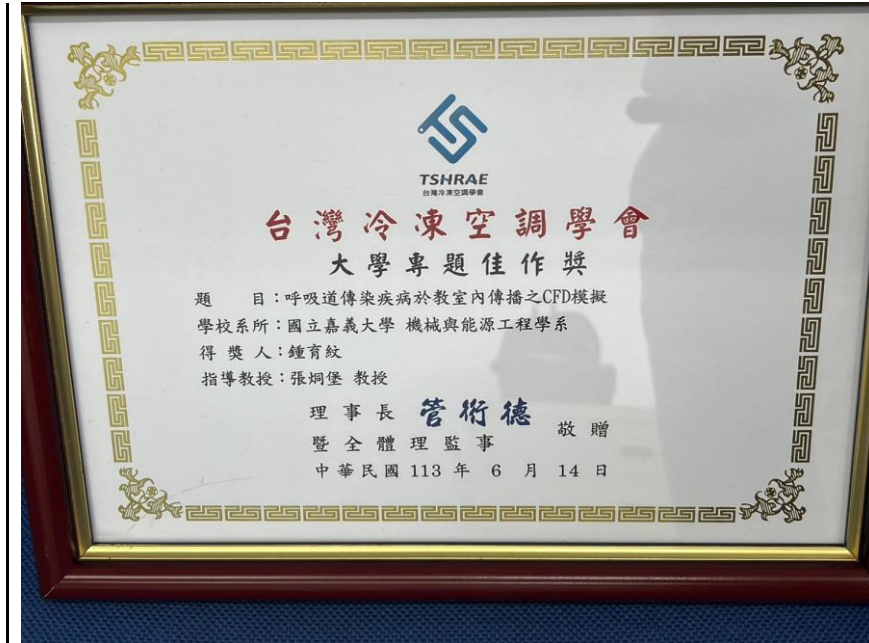 TSHRAE
台灣冷凍空調學會
台灣冷凍空調學會
大學專題佳作獎
題 目：呼吸道傳染疾病於教室內傳播之CFD模擬
學校系所：國立嘉義大學 機械與能源工程學系
得獎人：鍾育紋
指導教授：張炯堡 教授
理事長 管衍德
暨全體理監事 敬贈
中華民國 113 年 6 月 14 日